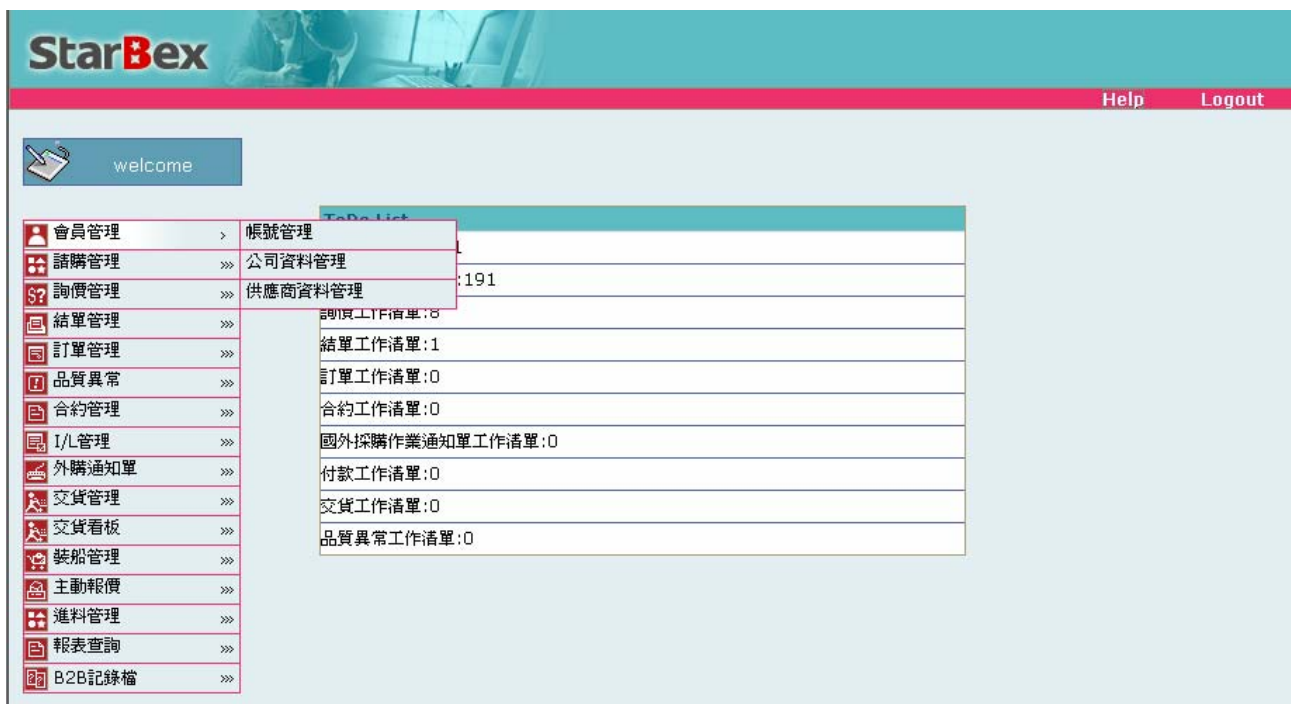 StarBex
Help Logout
welcome
ToDo List
會員管理
請購管理
詢價管理
結單管理
訂單管理
品質異常
合約管理
I/L管理
外購通知單
交貨管理
交貨看板
裝船管理
主動報價
進料管理
報表查詢
B2B記錄檔
帳號管理
公司資料管理
供應商資料管理
:191
詢價工作清單:8
結單工作清單:1
訂單工作清單:0
合約工作清單:0
國外採購作業通知單工作清單:0
付款工作清單:0
交貨工作清單:0
品質異常工作清單:0